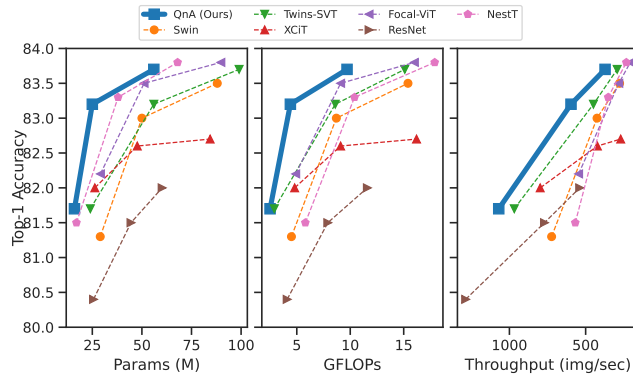 QnA (Ours) Twins-SVT Focal-ViT NestT
Swin XCiT ResNet
84.0
83.5
83.0
82.5
82.0
81.5
81.0
80.5
80.0
Top-1 Accuracy
25 50 75 100 5 10 15 1000 500
Params (M) GFLOPs Throughput (img/sec)